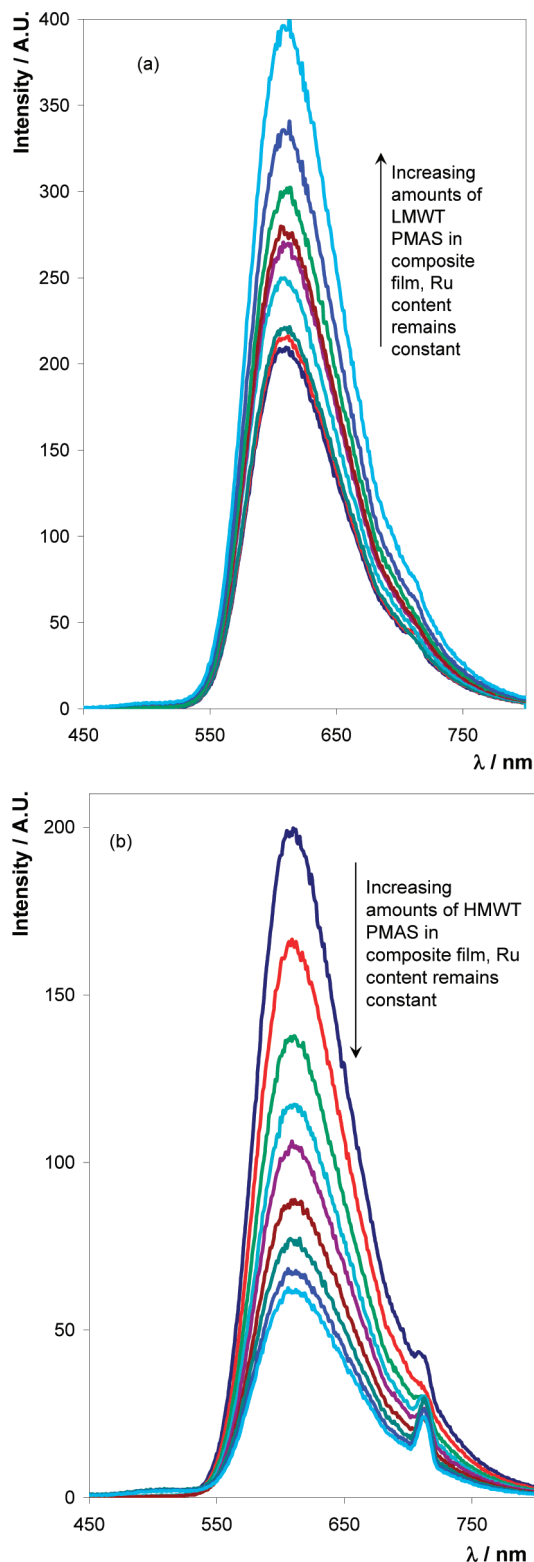 Intensity / A.U.
400
350
300
250
200
150
100
50
0
(a)
Increasing
amounts of
LMWT
PMAS in
composite
film, Ru
content
remains
constant
450
550
650
750
λ / nm
Intensity / A.U.
200
150
100
50
0
(b)
Increasing
amounts of HMWT
PMAS in
composite film, Ru
content remains
constant
450
550
650
750
λ / nm